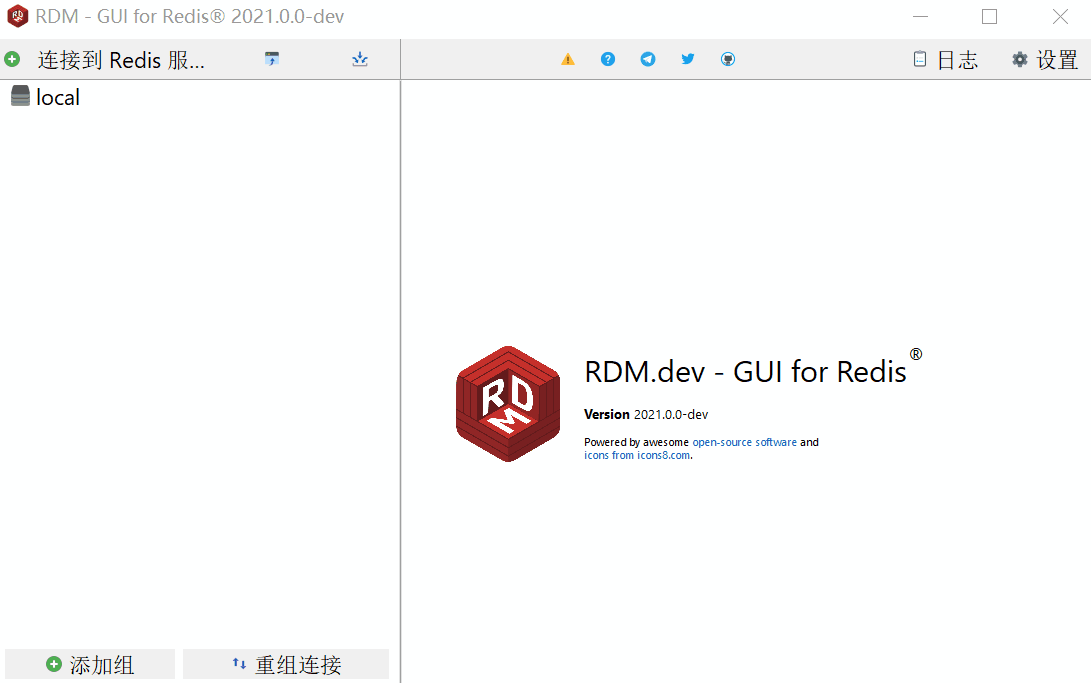 RDM - GUI for Redis® 2021.0.0-dev
连接到 Redis 服...
日志
设置
local
RDM
RDM.dev - GUI for Redis®
Version 2021.0.0-dev
Powered by awesome open-source software and
icons from icons8.com.
添加组
重组连接